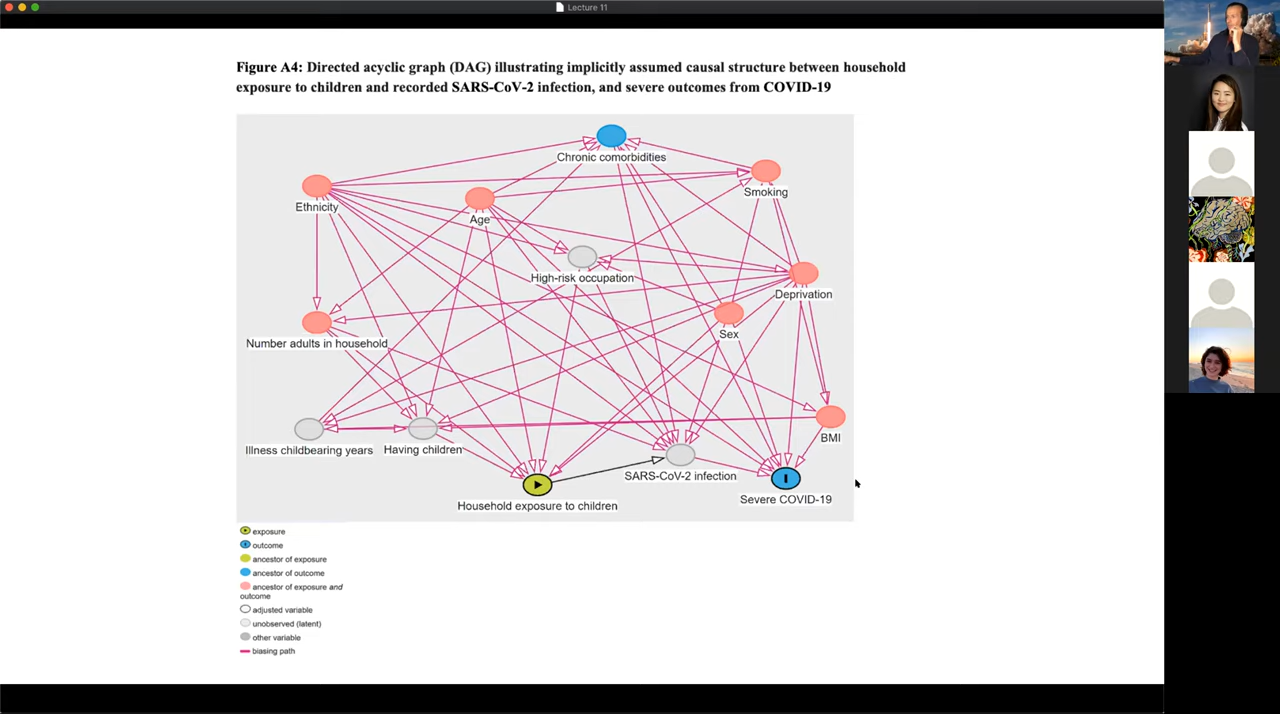 Lecture 11
Figure A4: Directed acyclic graph (DAG) illustrating implicitly assumed causal structure between household
exposure to children and recorded SARS-CoV-2 infection, and severe outcomes from COVID-19
Chronic comorbidities
Smoking
Ethnicity
Age
High-risk occupation
Deprivation
Sex
Number adults in household
BMI
Illness childbearing years
Having children
SARS-CoV-2 infection
Severe COVID-19
Household exposure to children
exposure
outcome
ancestor of exposure
ancestor of outcome
ancestor of exposure and
outcome
adjusted variable
unobserved (latent)
other variable
biasing path